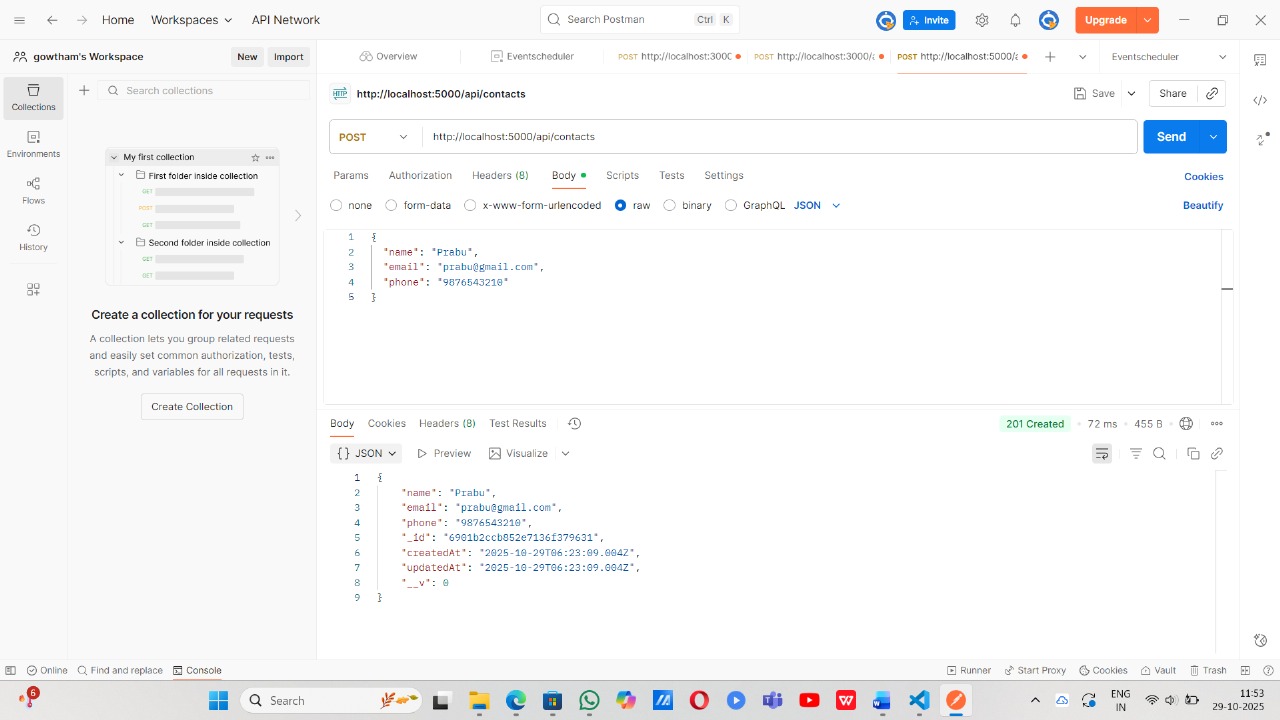 Home Workspaces API Network Search Postman Ctrl K Invite Upgrade
gowtham's Workspace New Import Overview Eventscheduler POST http://localhost:300 POST http://localhost:3000/ POST http://localhost:5000/ Eventscheduler
Collections
Search collections
HTTP http://localhost:5000/api/contacts Save Share
Environments
Flows
History
My first collection
First folder inside collection
GET
POST
GET
Second folder inside collection
GET
GET
Create a collection for your requests
A collection lets you group related requests
and easily set common authorization, tests,
scripts, and variables for all requests in it.
Create Collection
POST http://localhost:5000/api/contacts Send
Params Authorization Headers (8) Body Scripts Tests Settings Cookies
none form-data x-www-form-urlencoded raw binary GraphQL JSON Beautify
1 {
2 "name": "Prabu",
3 "email": "prabu@gmail.com",
4 "phone": "9876543210"
5 }
Body Cookies Headers (8) Test Results 201 Created 72 ms 455 B
{} JSON Preview Visualize
1 {
2 "name": "Prabu",
3 "email": "prabu@gmail.com",
4 "phone": "9876543210",
5 "_id": "6901b2ccb852e7136f379631",
6 "createdAt": "2025-10-29T06:23:09.004Z",
7 "updatedAt": "2025-10-29T06:23:09.004Z",
8 "__v": 0
9 }
Online Find and replace Console Runner Start Proxy Cookies Vault Trash
6 Search ENG 11:53
IN 29-10-2025